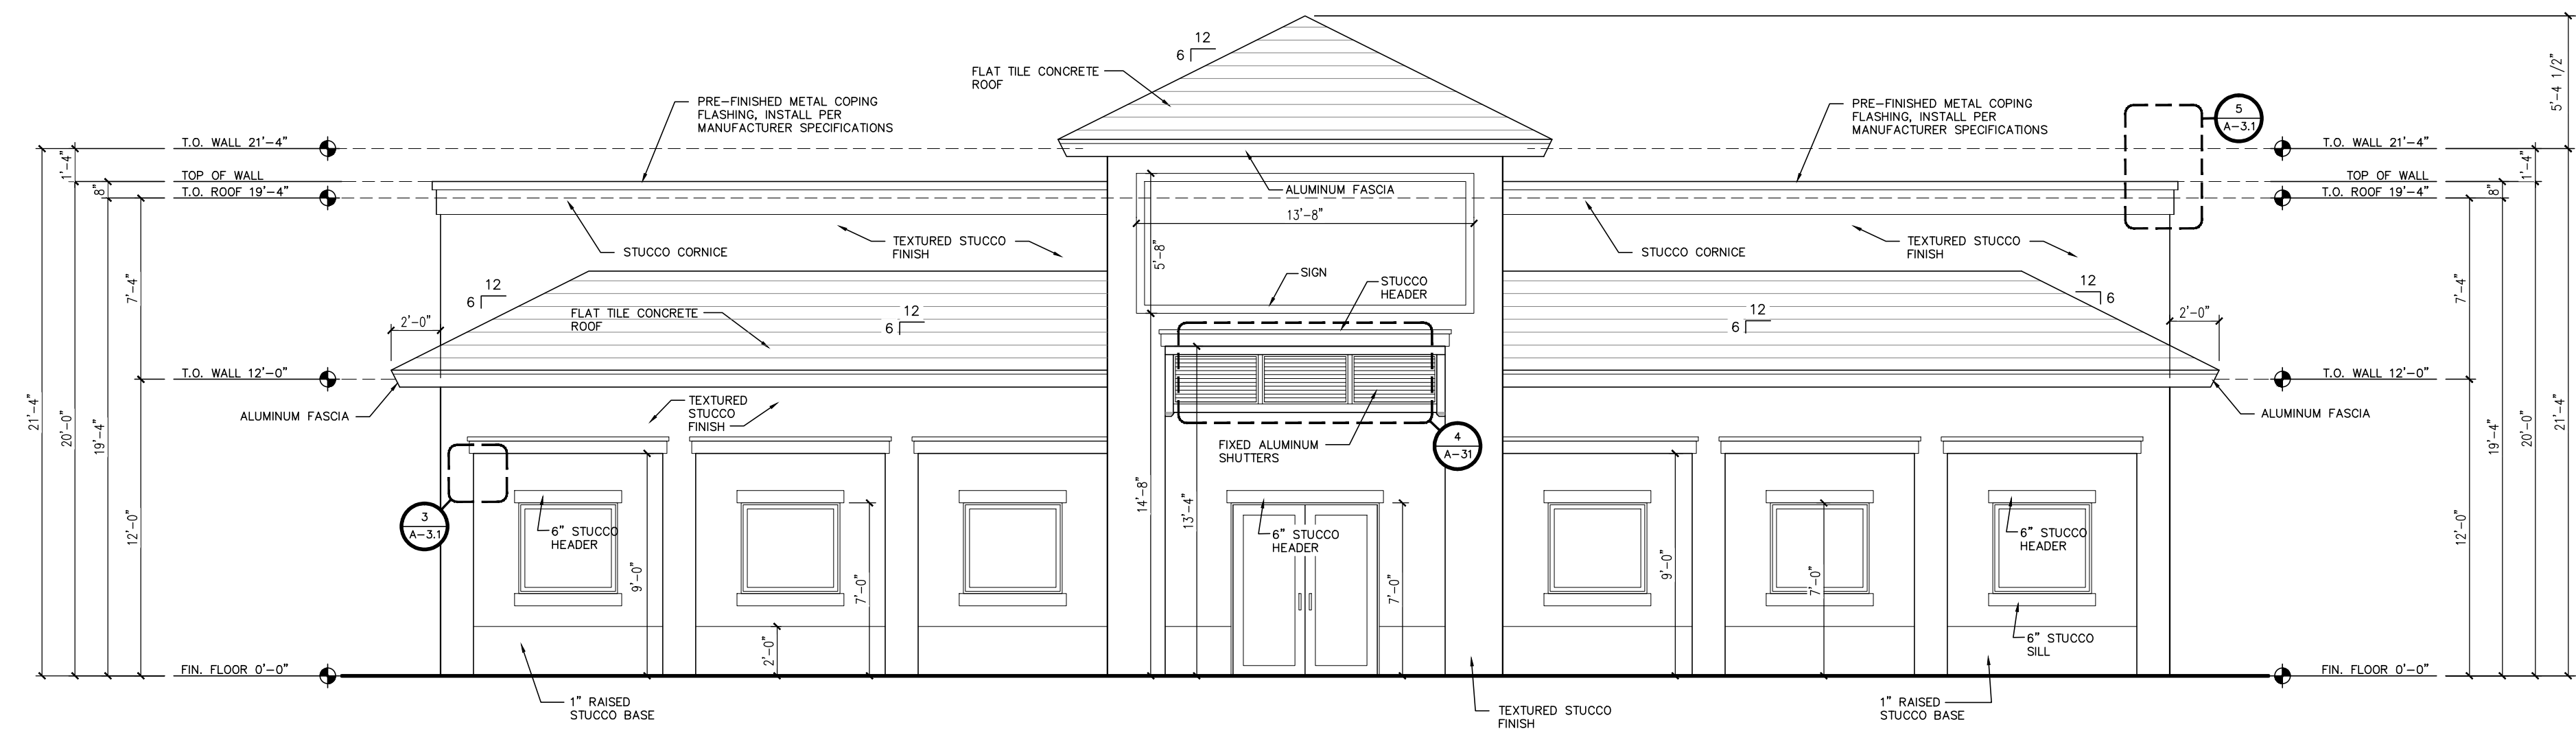 12
6
FLAT TILE CONCRETE
ROOF
5'-4 1/2"
PRE-FINISHED METAL COPING
FLASHING, INSTALL PER
MANUFACTURER SPECIFICATIONS
PRE-FINISHED METAL COPING
FLASHING, INSTALL PER
MANUFACTURER SPECIFICATIONS
5
A-3.1
T.O. WALL 21'-4"
T.O. WALL 21'-4"
1'-4"
1'-4"
TOP OF WALL
TOP OF WALL
8"
8"
T.O. ROOF 19'-4"
T.O. ROOF 19'-4"
ALUMINUM FASCIA
13'-8"
5'-8"
STUCCO CORNICE
TEXTURED STUCCO
FINISH
STUCCO CORNICE
TEXTURED STUCCO
FINISH
SIGN
STUCCO
HEADER
7'-4"
7'-4"
12
6
12
6
12
6
12
6
FLAT TILE CONCRETE
ROOF
2'-0"
2'-0"
T.O. WALL 12'-0"
T.O. WALL 12'-0"
ALUMINUM FASCIA
ALUMINUM FASCIA
TEXTURED
STUCCO
FINISH
FIXED ALUMINUM
SHUTTERS
4
A-31
21'-4"
20'-0"
19'-4"
12'-0"
12'-0"
19'-4"
20'-0"
21'-4"
3
A-3.1
14'-8"
13'-4"
6" STUCCO
HEADER
6" STUCCO
HEADER
6" STUCCO
HEADER
9'-0"
7'-0"
7'-0"
9'-0"
7'-0"
2'-0"
6" STUCCO
SILL
FIN. FLOOR 0'-0"
FIN. FLOOR 0'-0"
1" RAISED
STUCCO BASE
TEXTURED STUCCO
FINISH
1" RAISED
STUCCO BASE